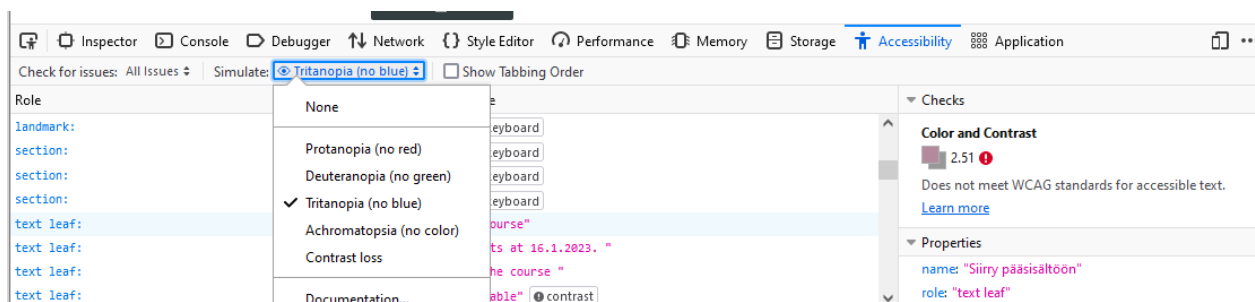 Inspector Console Debugger Network {} Style Editor Performance Memory Storage Accessibility Application
Check for issues: All Issues Simulate: Tritanopia (no blue) Show Tabbing Order
Role
None
Protanopia (no red)
Deuteranopia (no green)
✓ Tritanopia (no blue)
Achromatopsia (no color)
Contrast loss
Documentation...
landmark: eyboard
section: eyboard
section: eyboard
section: eyboard
text leaf: ourse"
text leaf: ts at 16.1.2023. "
text leaf: he course "
text leaf: able" contrast
Checks
Color and Contrast
2.51
Does not meet WCAG standards for accessible text.
Learn more
Properties
name: "Siirry pääsisältöön"
role: "text leaf"